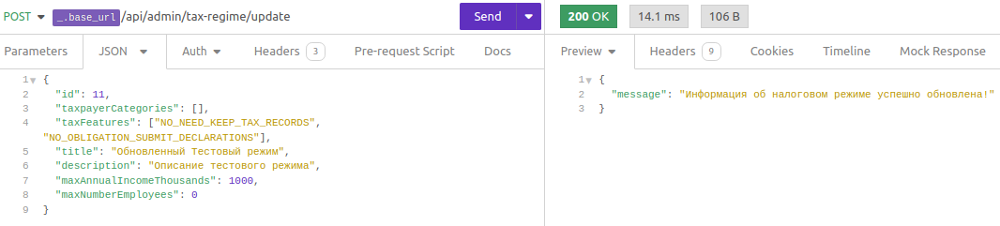 POST _.base_url /api/admin/tax-regime/update Send 200 OK 14.1 ms 106 B
Parameters JSON Auth Headers 3 Pre-request Script Docs Preview Headers 9 Cookies Timeline Mock Response
1 {
2 "id": 11,
3 "taxpayerCategories": [],
4 "taxFeatures": ["NO_NEED_KEEP_TAX_RECORDS",
"NO_OBLIGATION_SUBMIT_DECLARATIONS"],
5 "title": "Обновленный Тестовый режим",
6 "description": "Описание тестового режима",
7 "maxAnnualIncomeThousands": 1000,
8 "maxNumberEmployees": 0
9 }
1 {
2 "message": "Информация об налоговом режиме успешно обновлена!"
3 }